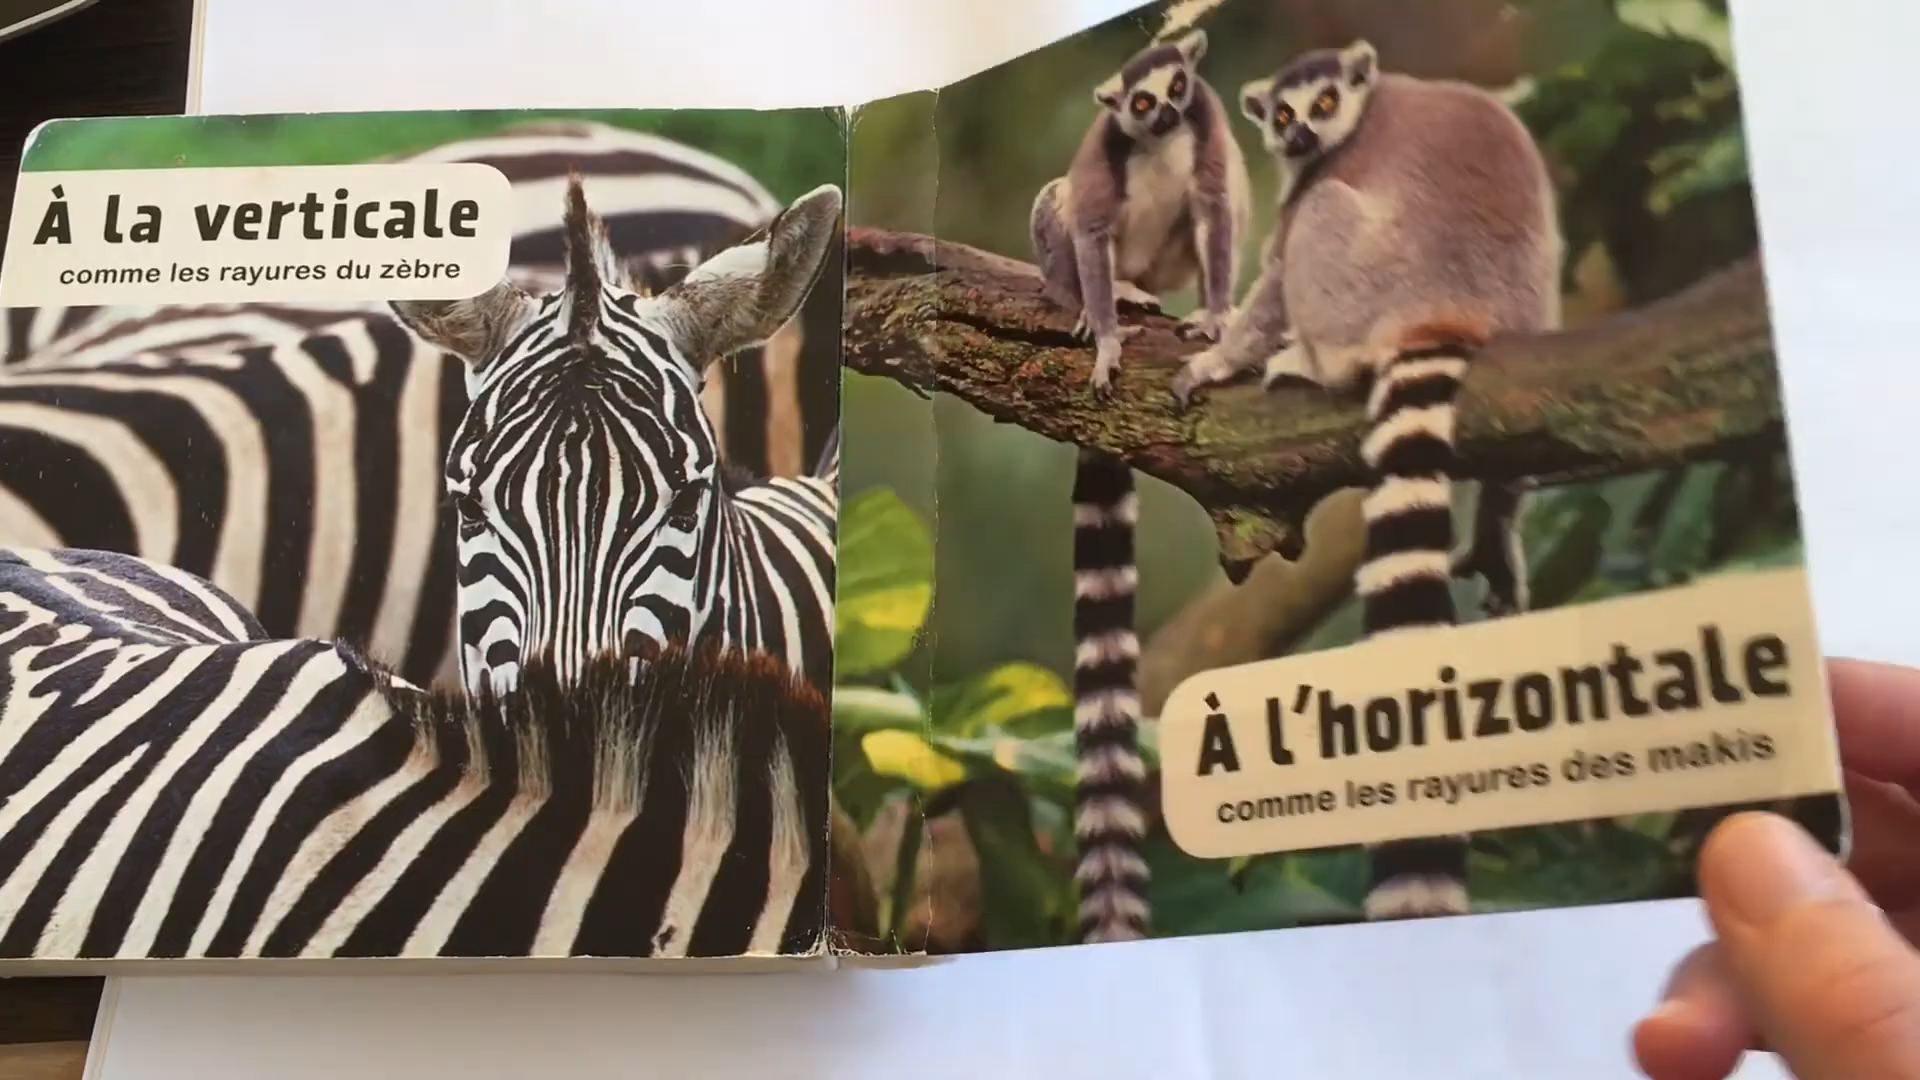 À la verticale
comme les rayures du zèbre
À l'horizontale
comme les rayures des makis